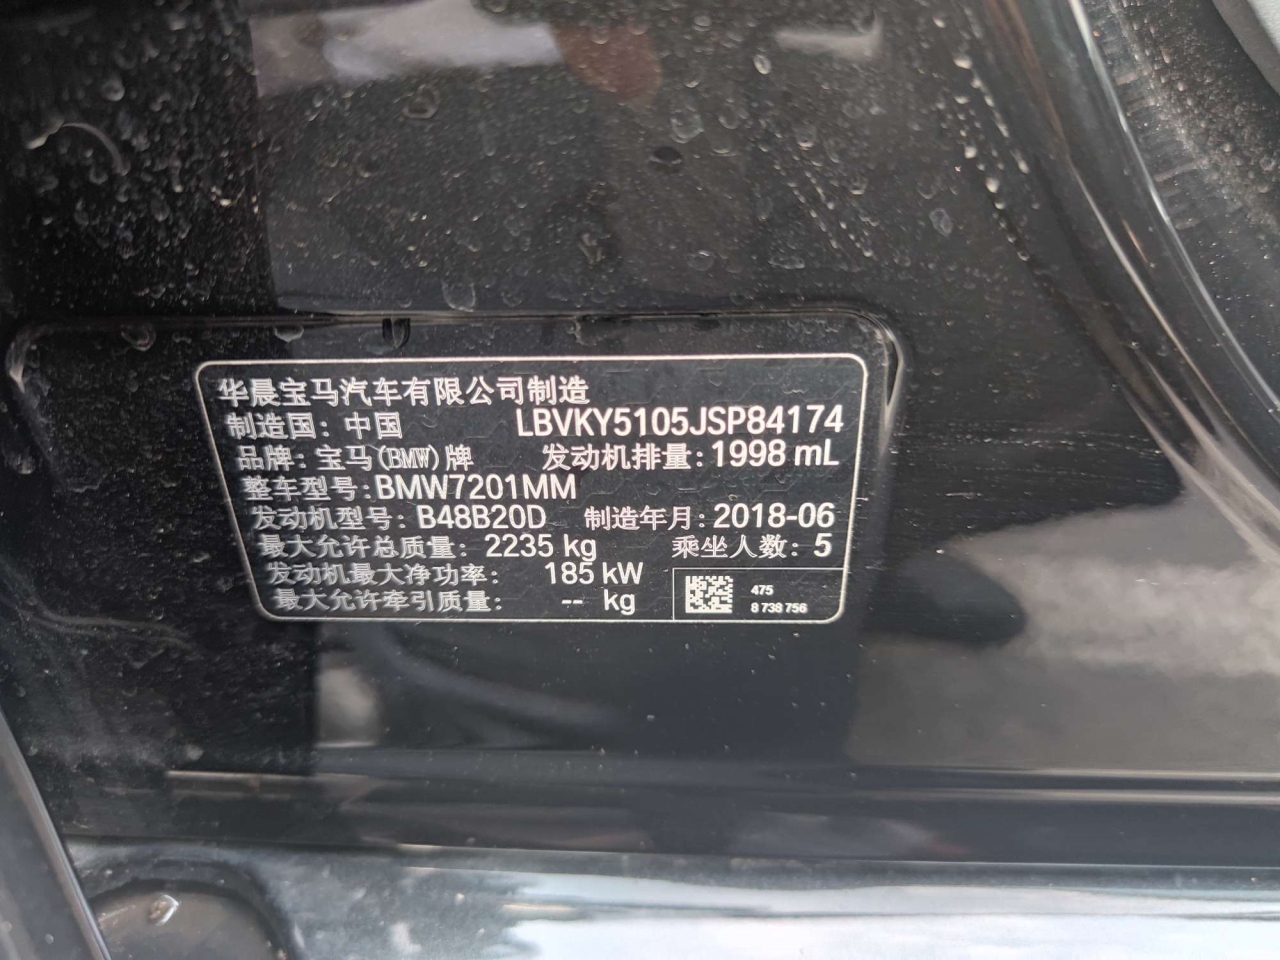 华晨宝马汽车有限公司制造
制造国：中国 LBVKY5105JSP84174
品牌：宝马(BMW)牌 发动机排量：1998 mL
整车型号：BMW7201MM
发动机型号：B48B20D 制造年月：2018-06
最大允许总质量：2235 kg 乘坐人数：5
发动机最大净功率：185 kW
最大允许牵引质量：-- kg
475
8 738 756